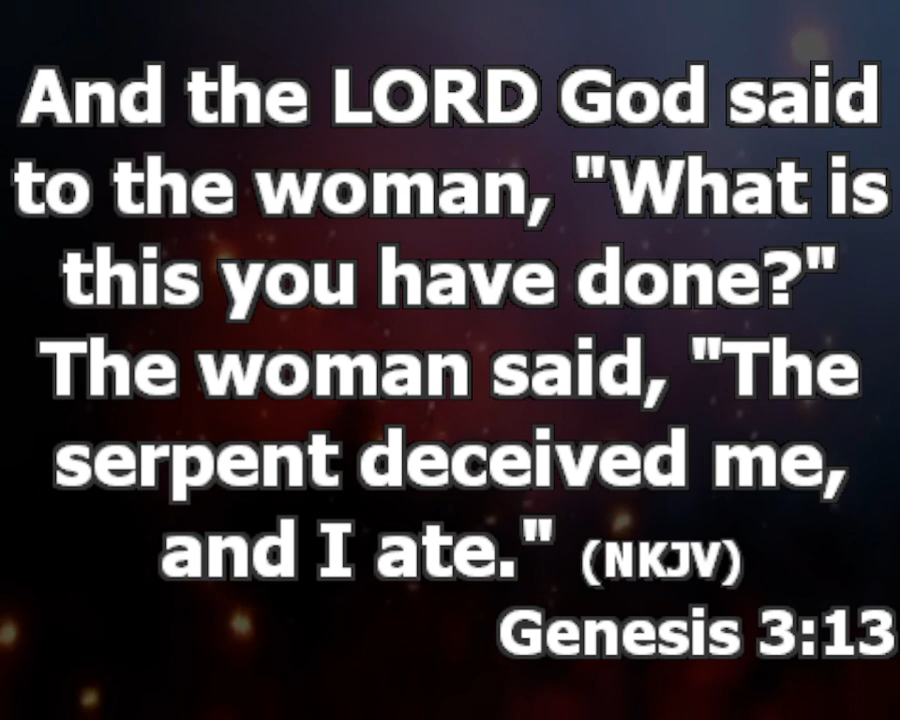 And the LORD God said
to the woman, "What is
this you have done?"
The woman said, "The
serpent deceived me,
and I ate." (NKJV)
Genesis 3:13